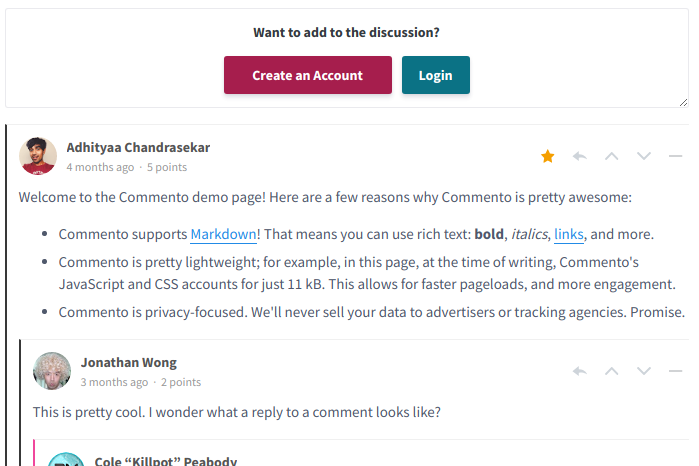 Want to add to the discussion?
Create an Account
Login
Adhityaa Chandrasekar
4 months ago · 5 points
Welcome to the Commento demo page! Here are a few reasons why Commento is pretty awesome:
Commento supports Markdown! That means you can use rich text: bold, italics, links, and more.
Commento is pretty lightweight; for example, in this page, at the time of writing, Commento's
JavaScript and CSS accounts for just 11 kB. This allows for faster pageloads, and more engagement.
Commento is privacy-focused. We'll never sell your data to advertisers or tracking agencies. Promise.
Jonathan Wong
3 months ago · 2 points
This is pretty cool. I wonder what a reply to a comment looks like?
Cole “Killpot” Peabody